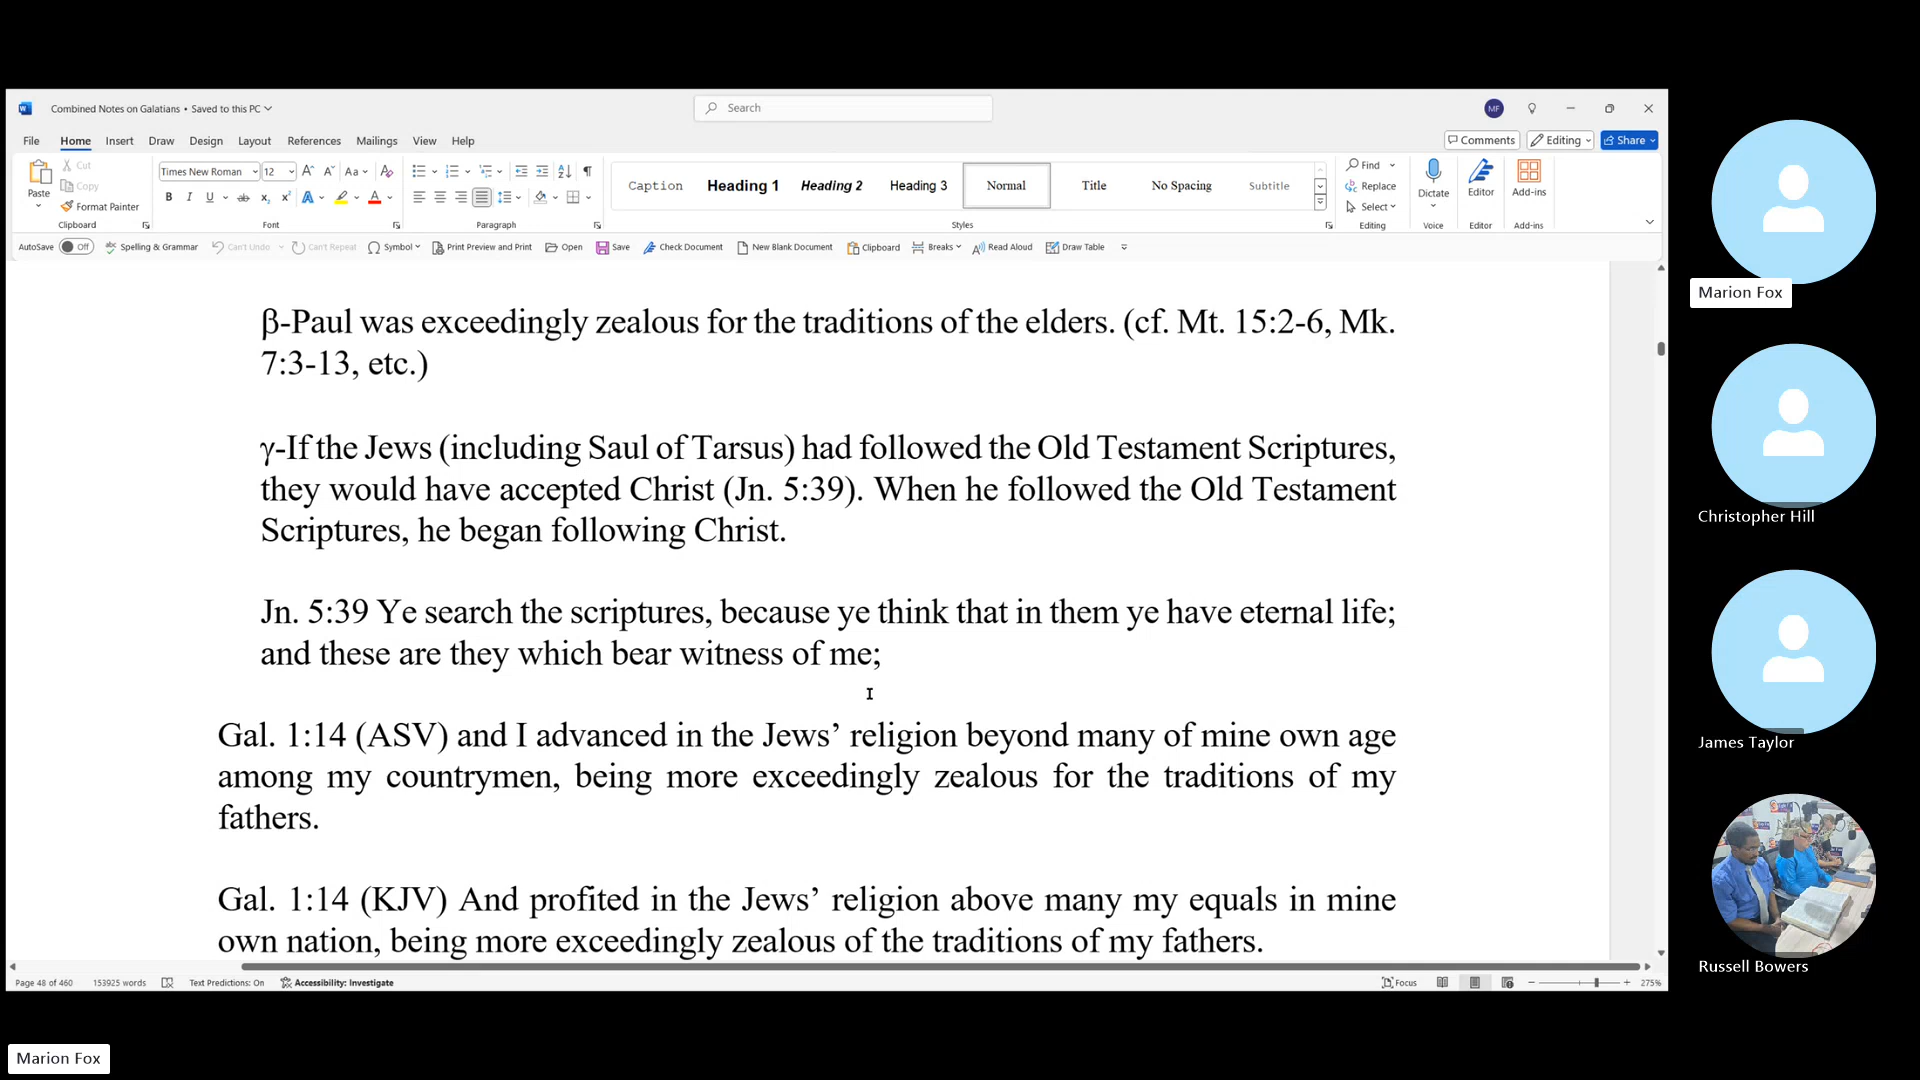 Combined Notes on Galatians • Saved to this PC
Search
MF
File Home Insert Draw Design Layout References Mailings View Help
Comments Editing Share
Paste
Cut
Copy
Format Painter
Clipboard
Times New Roman 12
Font
Paragraph
Caption Heading 1 Heading 2 Heading 3 Normal Title No Spacing Subtitle
Styles
Find
Replace
Select
Editing
Dictate
Voice
Editor
Editor
Add-ins
Add-ins
AutoSave Off Spelling & Grammar Can't Undo Can't Repeat Symbol Print Preview and Print Open Save Check Document New Blank Document Clipboard Breaks Read Aloud Draw Table
β-Paul was exceedingly zealous for the traditions of the elders. (cf. Mt. 15:2-6, Mk.
7:3-13, etc.)
γ-If the Jews (including Saul of Tarsus) had followed the Old Testament Scriptures,
they would have accepted Christ (Jn. 5:39). When he followed the Old Testament
Scriptures, he began following Christ.
Jn. 5:39 Ye search the scriptures, because ye think that in them ye have eternal life;
and these are they which bear witness of me;
Gal. 1:14 (ASV) and I advanced in the Jews’ religion beyond many of mine own age
among my countrymen, being more exceedingly zealous for the traditions of my
fathers.
Gal. 1:14 (KJV) And profited in the Jews’ religion above many my equals in mine
own nation, being more exceedingly zealous of the traditions of my fathers.
Page 48 of 460 153925 words Text Predictions: On Accessibility: Investigate Focus 275%
Marion Fox
Christopher Hill
James Taylor
Russell Bowers
Marion Fox